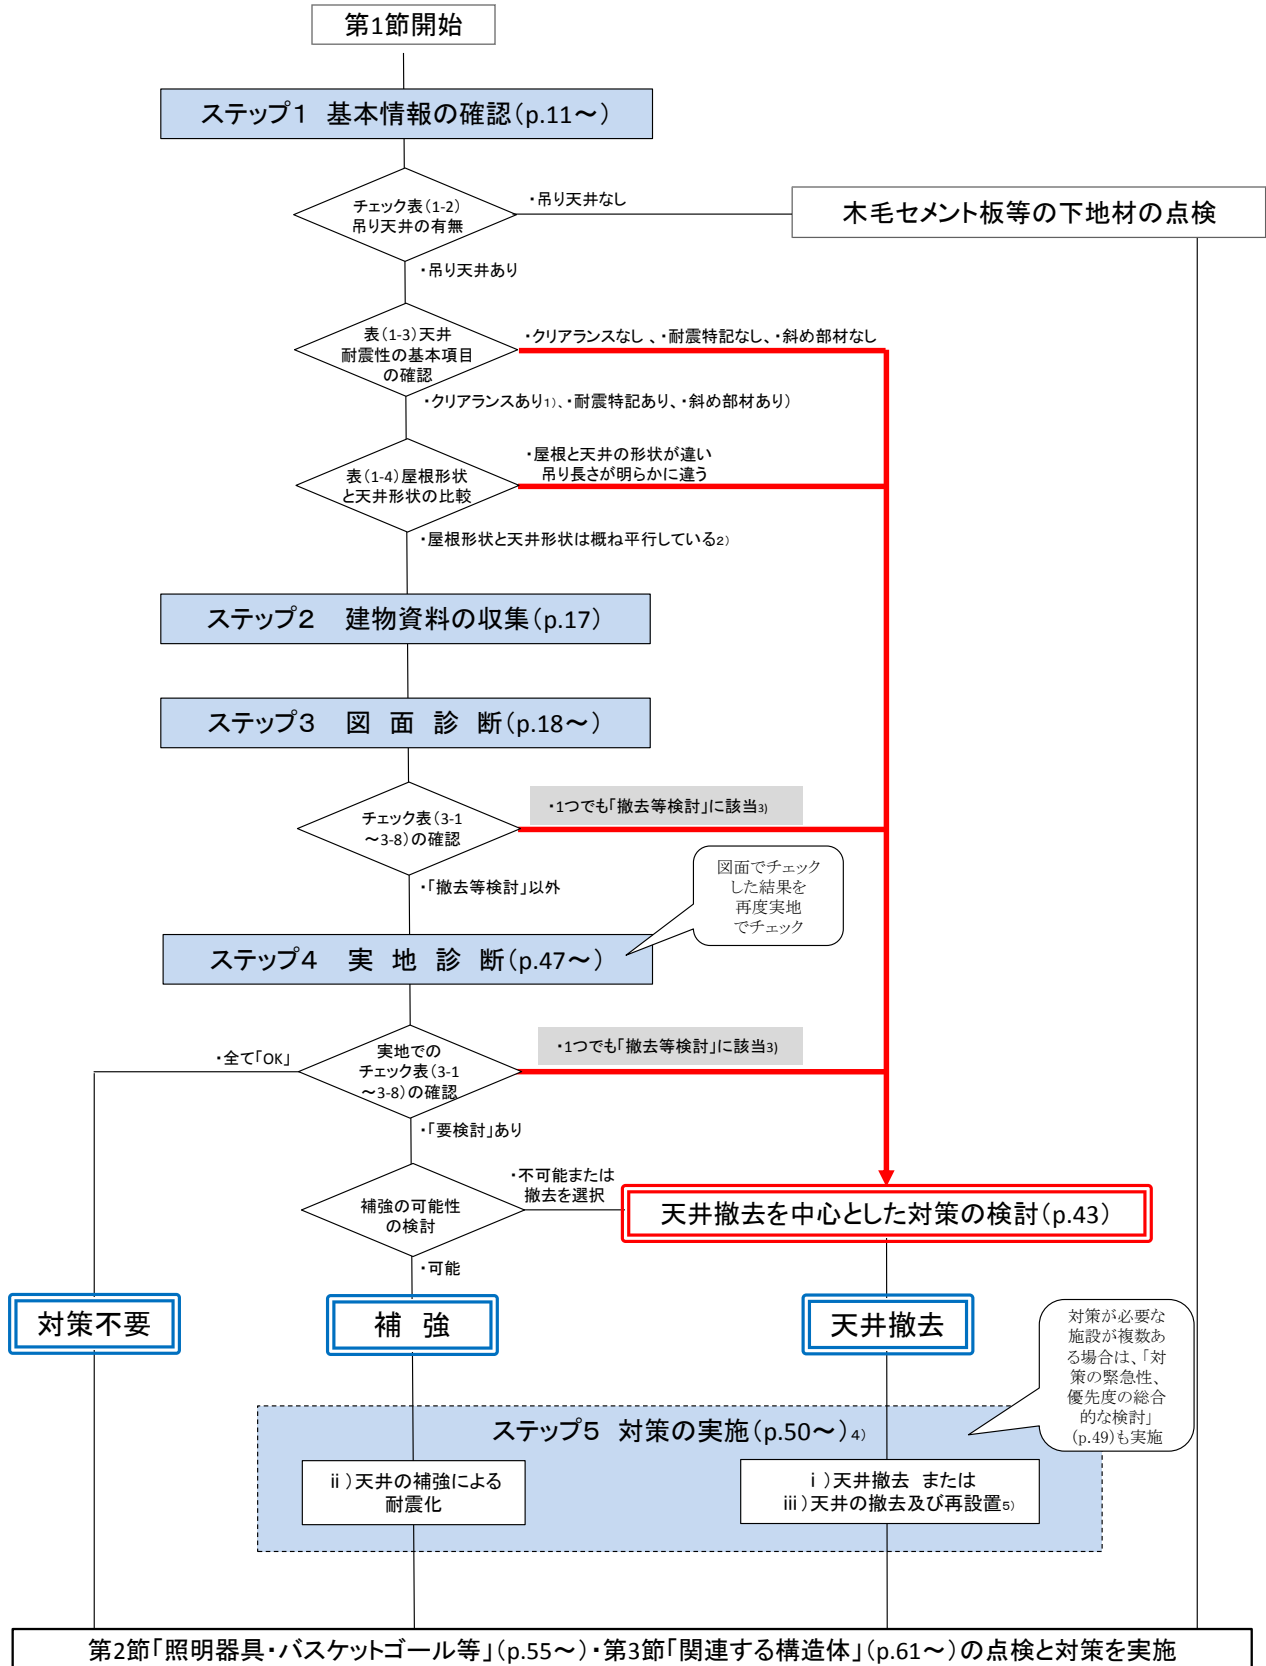 第1節開始
ステップ1 基本情報の確認(p.11～)
チェック表(1-2)
吊り天井の有無
・吊り天井なし
木毛セメント板等の下地材の点検
・吊り天井あり
表(1-3)天井
耐震性の基本項目
の確認
・クリアランスなし 、・耐震特記なし、・斜め部材なし
・クリアランスあり1)、・耐震特記あり、・斜め部材あり)
表(1-4)屋根形状
と天井形状の比較
・屋根と天井の形状が違い
吊り長さが明らかに違う
・屋根形状と天井形状は概ね平行している2)
ステップ2 建物資料の収集(p.17)
ステップ3 図 面 診 断(p.18～)
チェック表(3-1
～3-8)の確認
・1つでも「撤去等検討」に該当3)
・「撤去等検討」以外
図面でチェック
した結果を
再度実地
でチェック
ステップ4 実 地 診 断(p.47～)
・全て「OK」
実地での
チェック表(3-1
～3-8)の確認
・1つでも「撤去等検討」に該当3)
・「要検討」あり
補強の可能性
の検討
・不可能または
撤去を選択
天井撤去を中心とした対策の検討(p.43)
・可能
対策不要
補 強
天井撤去
対策が必要な
施設が複数あ
る場合は、「対
策の緊急性、
優先度の総合
的な検討」
(p.49)も実施
ステップ5 対策の実施(p.50～)4)
ⅱ)天井の補強による
耐震化
ⅰ)天井撤去 または
ⅲ)天井の撤去及び再設置5)
第2節「照明器具・バスケットゴール等」(p.55～)・第3節「関連する構造体」(p.61～)の点検と対策を実施